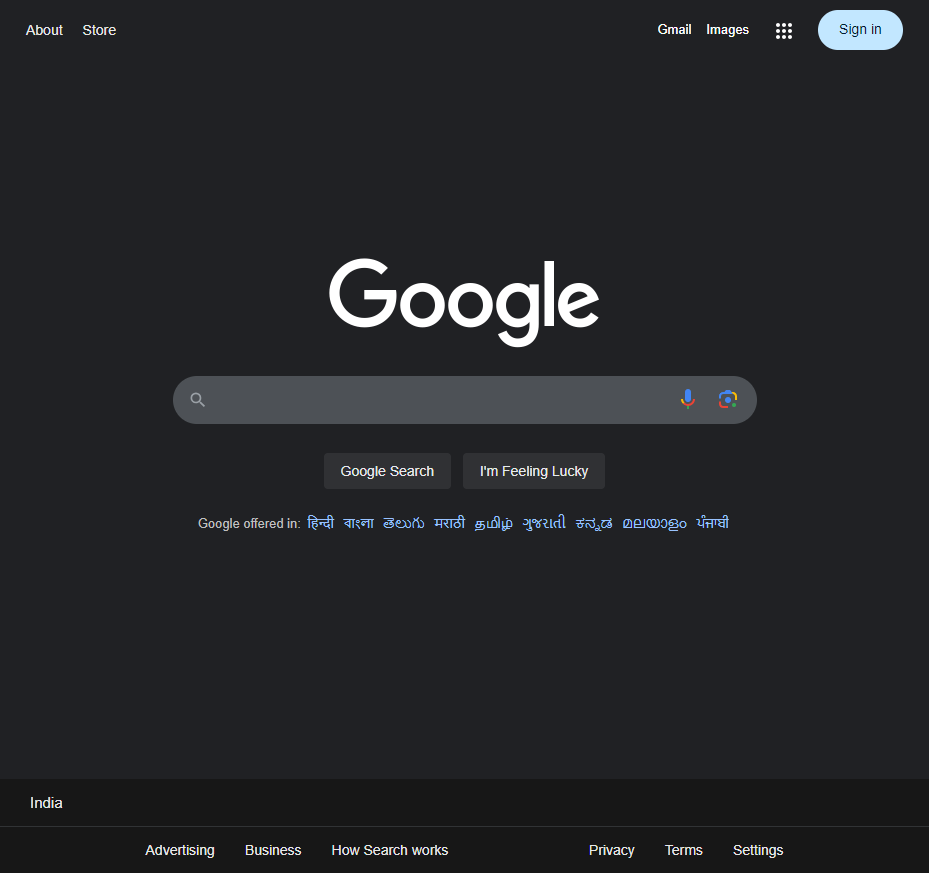 About Store Gmail Images Sign in
Google
Google Search I'm Feeling Lucky
Google offered in: हिन्दी বাংলা తెలుగు मराठी தமிழ் ગુજરાતી ಕನ್ನಡ മലയാളം ਪੰਜਾਬੀ
India
Advertising Business How Search works Privacy Terms Settings